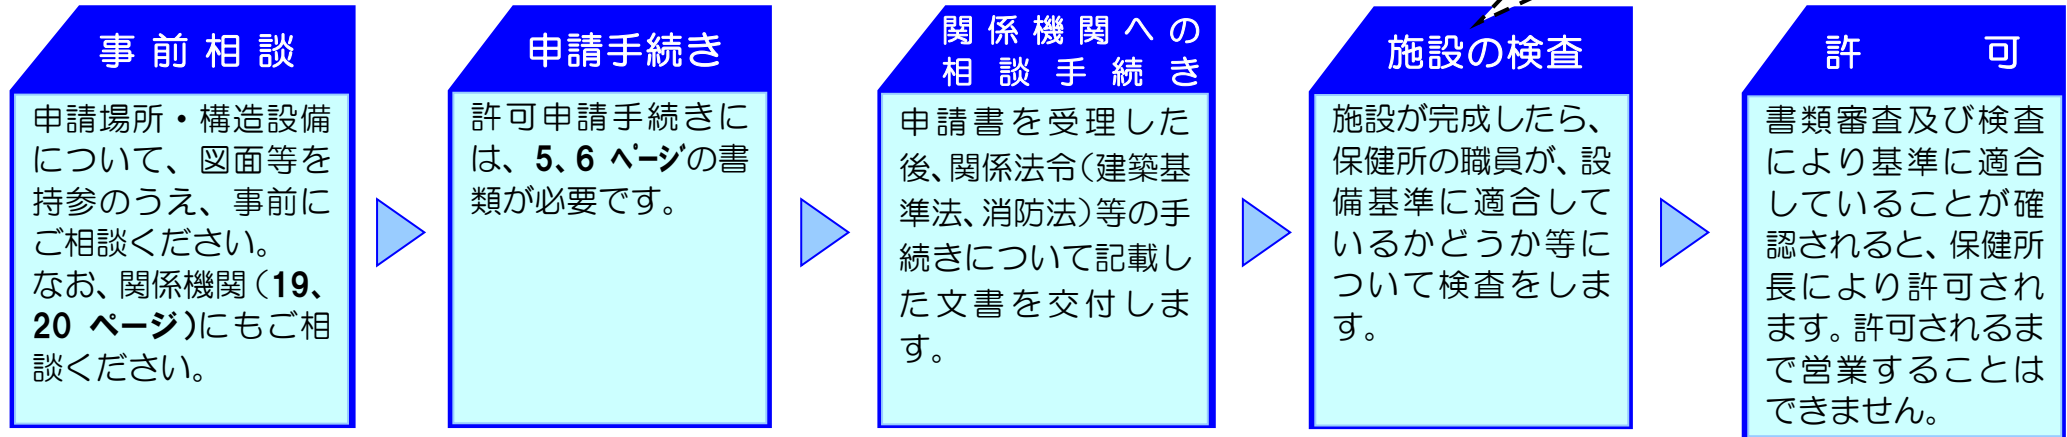 事前相談
申請場所・構造設備
について、図面等を
持参のうえ、事前に
ご相談ください。
なお、関係機関（19、
20 ページ)にもご相
談ください。
申請手続き
許可申請手続きに
は、5、6 ﾍﾟｰｼﾞの書
類が必要です。
関係機関への
相談手続き
申請書を受理した
後、関係法令（建築基
準法、消防法）等の手
続きについて記載し
た文書を交付しま
す。
施設の検査
施設が完成したら、
保健所の職員が、設
備基準に適合して
いるかどうか等に
ついて検査をしま
す。
許可
書類審査及び検査
により基準に適合
していることが確
認されると、保健所
長により許可され
ます。許可されるま
で営業することは
できません。